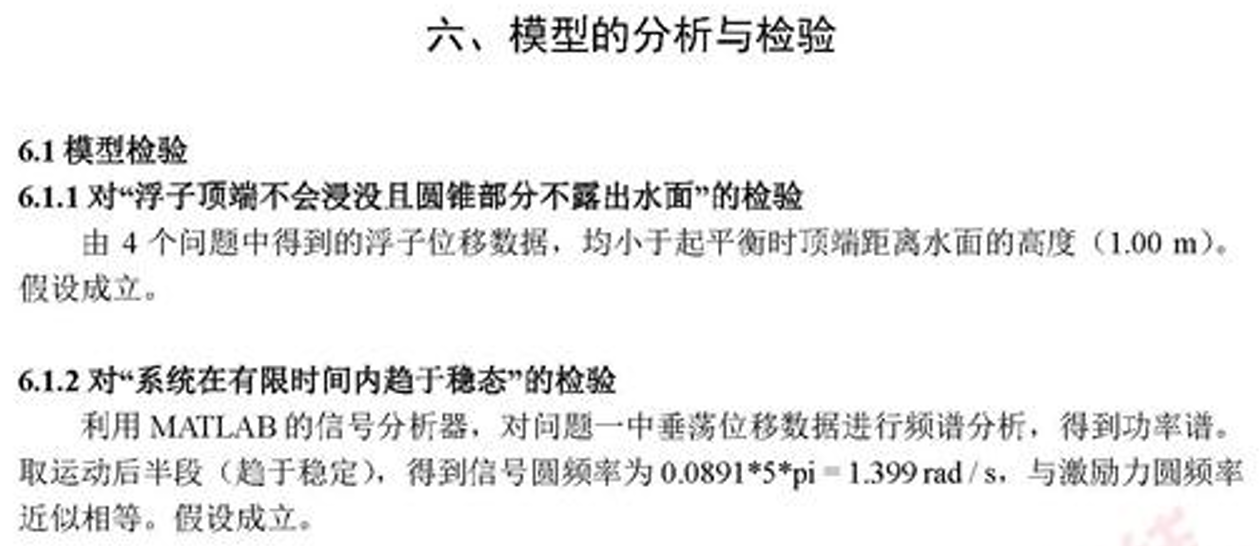 六、模型的分析与检验
6.1 模型检验
6.1.1 对“浮子顶端不会浸没且圆锥部分不露出水面”的检验
由 4 个问题中得到的浮子位移数据，均小于起平衡时顶端距离水面的高度（1.00 m）。
假设成立。
6.1.2 对“系统在有限时间内趋于稳态”的检验
利用 MATLAB 的信号分析器，对问题一中垂荡位移数据进行频谱分析，得到功率谱。
取运动后半段（趋于稳定），得到信号圆频率为 0.0891*5*pi = 1.399 rad / s，与激励力圆频率
近似相等。假设成立。